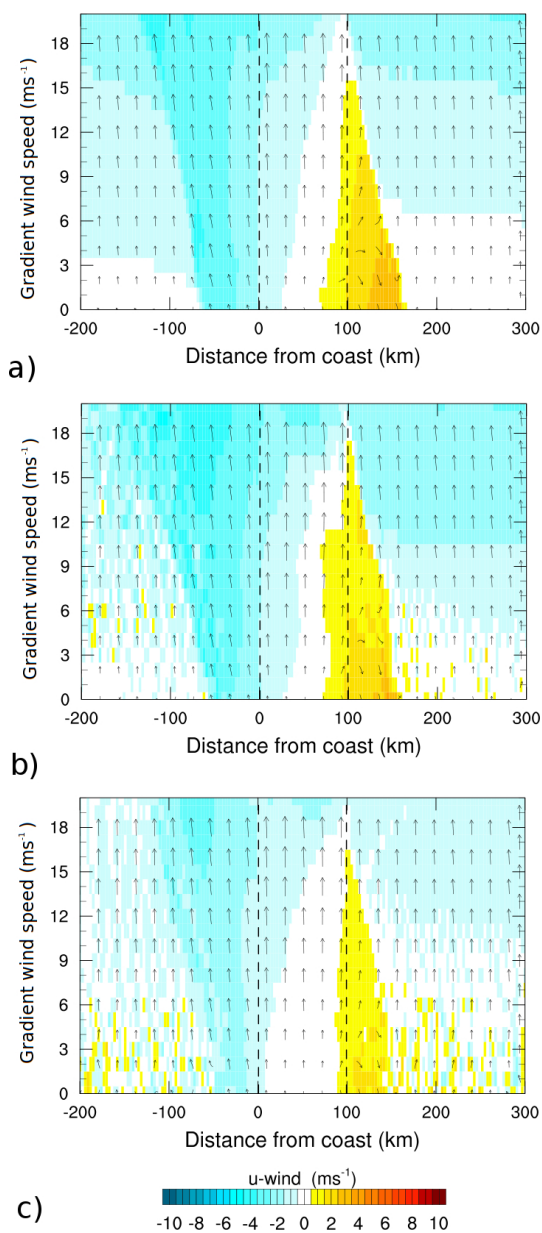 Gradient wind speed (ms⁻¹)
18
15
12
9
6
3
0
-200 -100 0 100 200 300
Distance from coast (km)
a)
Gradient wind speed (ms⁻¹)
18
15
12
9
6
3
0
-200 -100 0 100 200 300
Distance from coast (km)
b)
Gradient wind speed (ms⁻¹)
18
15
12
9
6
3
0
-200 -100 0 100 200 300
Distance from coast (km)
u-wind (ms⁻¹)
-10 -8 -6 -4 -2 0 2 4 6 8 10
c)